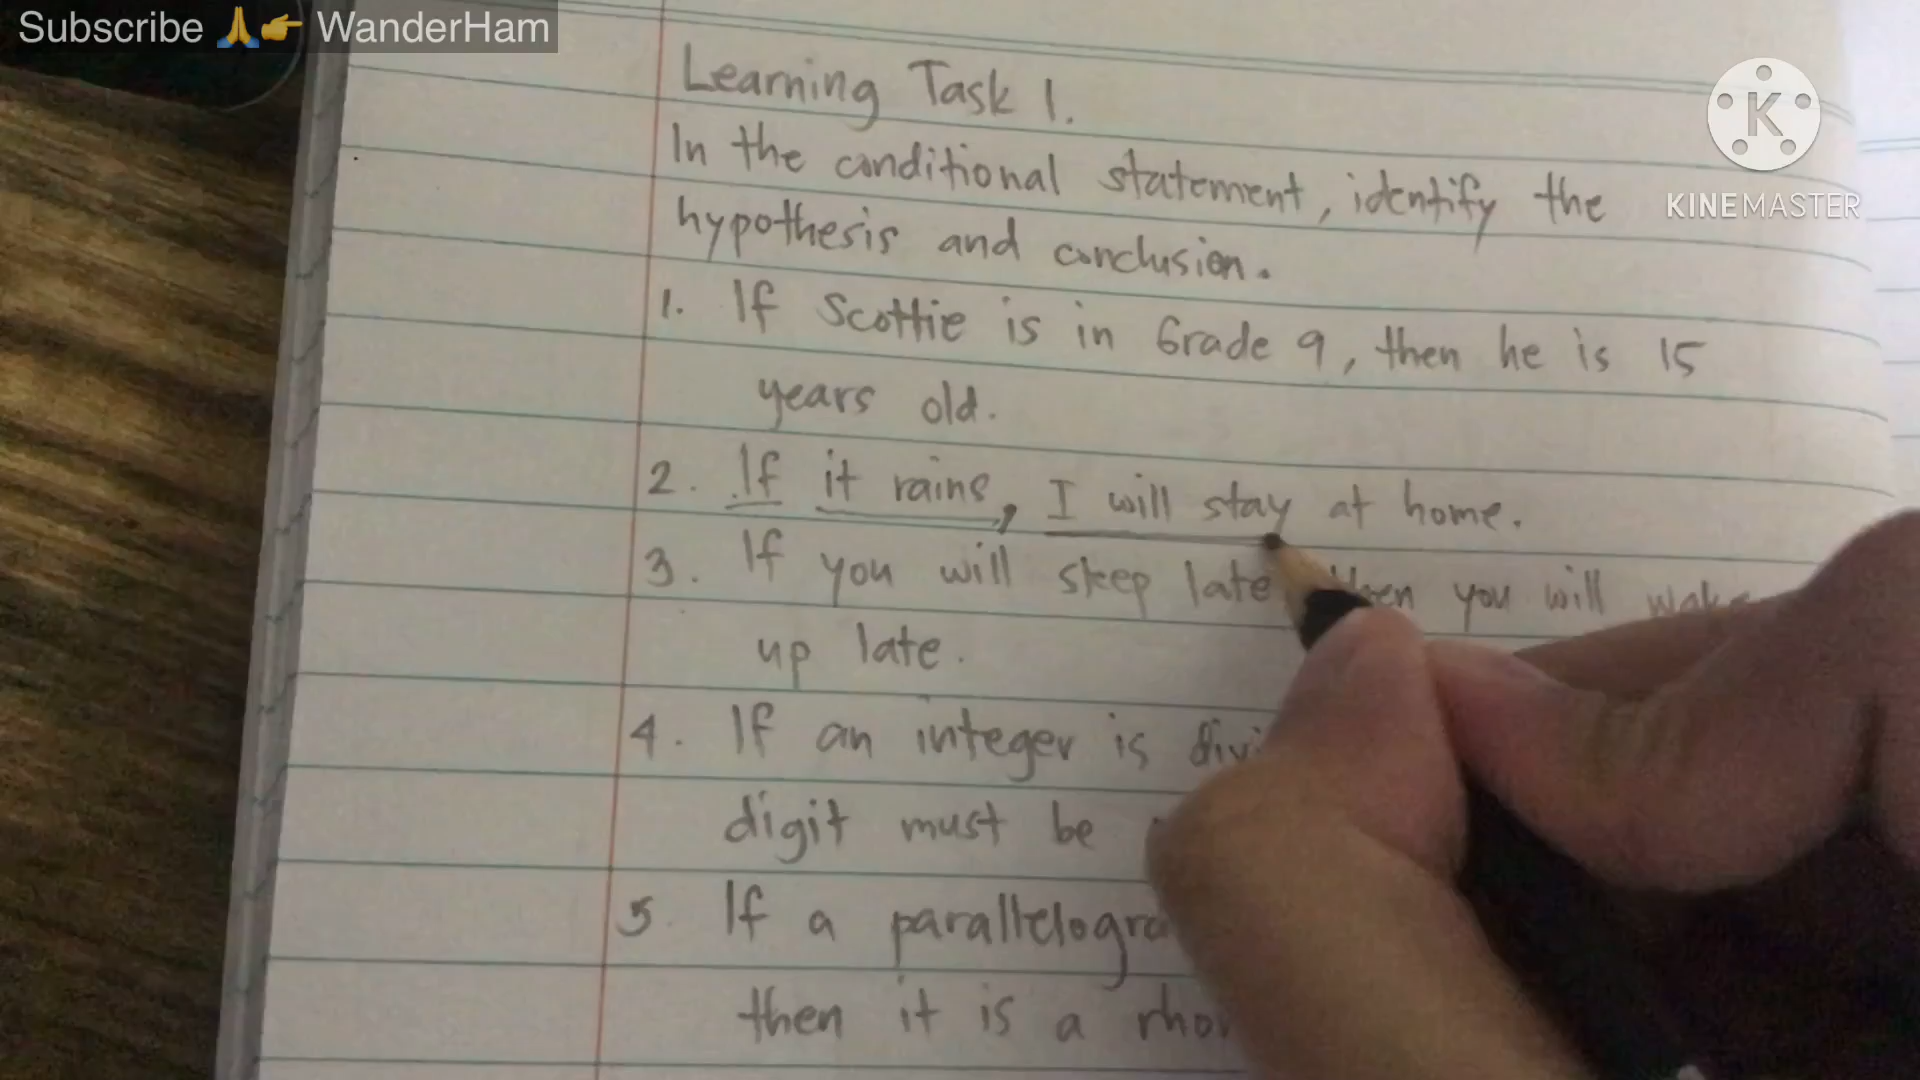 Subscribe 🙏👉 WanderHam
KINEMASTER
Learning Task 1.
In the conditional statement, identify the
hypothesis and conclusion.
1. If Scottie is in Grade 9, then he is 15
years old.
2. If it rains, I will stay at home.
3. If you will sleep late then you will wake
up late.
4. If an integer is
digit must be
5. If a
then it is a